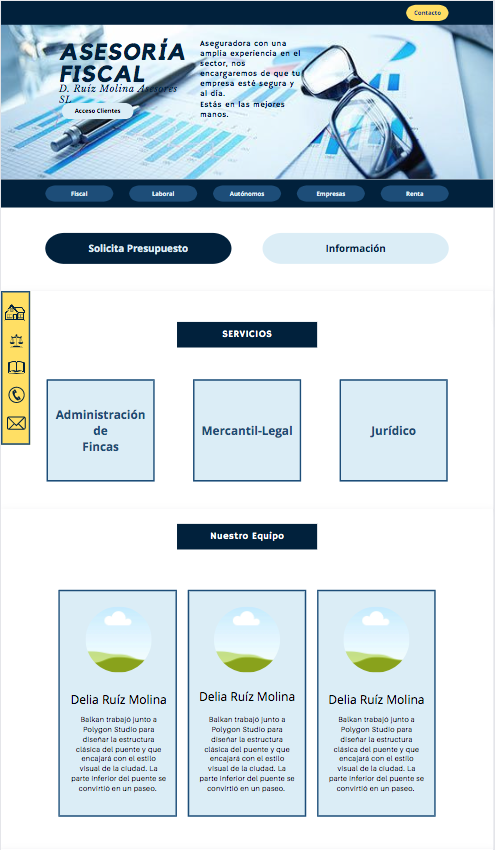 Contacto
ASESORÍA
FISCAL
D. Ruiz Molina Asesores
SL
Acceso Clientes
Aseguradora con una
amplia experiencia en el
sector, nos
encargaremos de que tu
empresa esté segura y
al día.
Estás en las mejores
manos.
Fiscal
Laboral
Autónomos
Empresas
Renta
Solicita Presupuesto
Información
SERVICIOS
Administración
de
Fincas
Mercantil-Legal
Jurídico
Nuestro Equipo
Delia Ruíz Molina
Balkan trabajó junto a
Polygon Studio para
diseñar la estructura
clásica del puente y que
encajará con el estilo
visual de la ciudad. La
parte inferior del puente se
convirtió en un paseo.
Delia Ruíz Molina
Balkan trabajó junto a
Polygon Studio para
diseñar la estructura
clásica del puente y que
encajará con el estilo
visual de la ciudad. La
parte inferior del puente se
convirtió en un paseo.
Delia Ruíz Molina
Balkan trabajó junto a
Polygon Studio para
diseñar la estructura
clásica del puente y que
encajará con el estilo
visual de la ciudad. La
parte inferior del puente se
convirtió en un paseo.